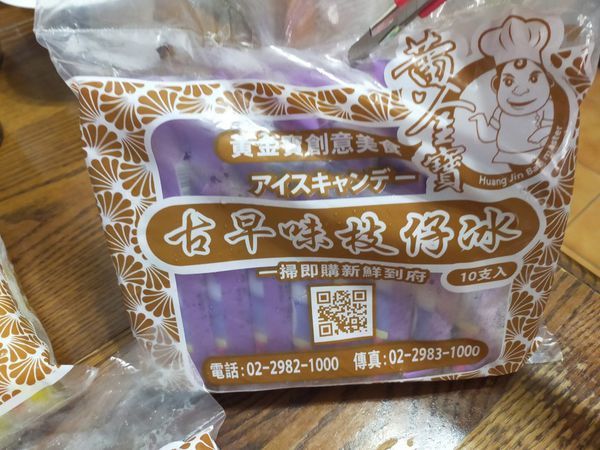 黃金寶
Huang Jin Bao Master
黃金寶創意美食
アイスキャンデー
古早味枝仔冰
一掃即購新鮮到府
10支入
電話:02-2982-1000 傳真:02-2983-1000